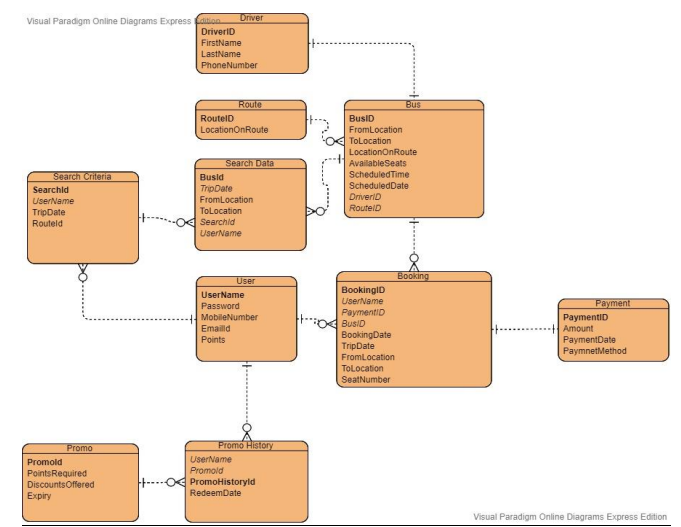 Visual Paradigm Online Diagrams Express Edition
Driver
DriverID
FirstName
LastName
PhoneNumber
Route
RouteID
LocationOnRoute
Bus
BusID
FromLocation
ToLocation
LocationOnRoute
AvailableSeats
ScheduledTime
ScheduledDate
DriverID
RouteID
Search Data
BusId
TripDate
FromLocation
ToLocation
SearchId
UserName
Search Criteria
SearchId
UserName
TripDate
RouteId
User
UserName
Password
MobileNumber
EmailId
Points
Booking
BookingID
UserName
PaymentID
BusID
BookingDate
TripDate
FromLocation
ToLocation
SeatNumber
Payment
PaymentID
Amount
PaymentDate
PaymnetMethod
Promo
PromoId
PointsRequired
DiscountsOffered
Expiry
Promo History
UserName
PromoId
PromoHistoryId
RedeemDate
Visual Paradigm Online Diagrams Express Edition